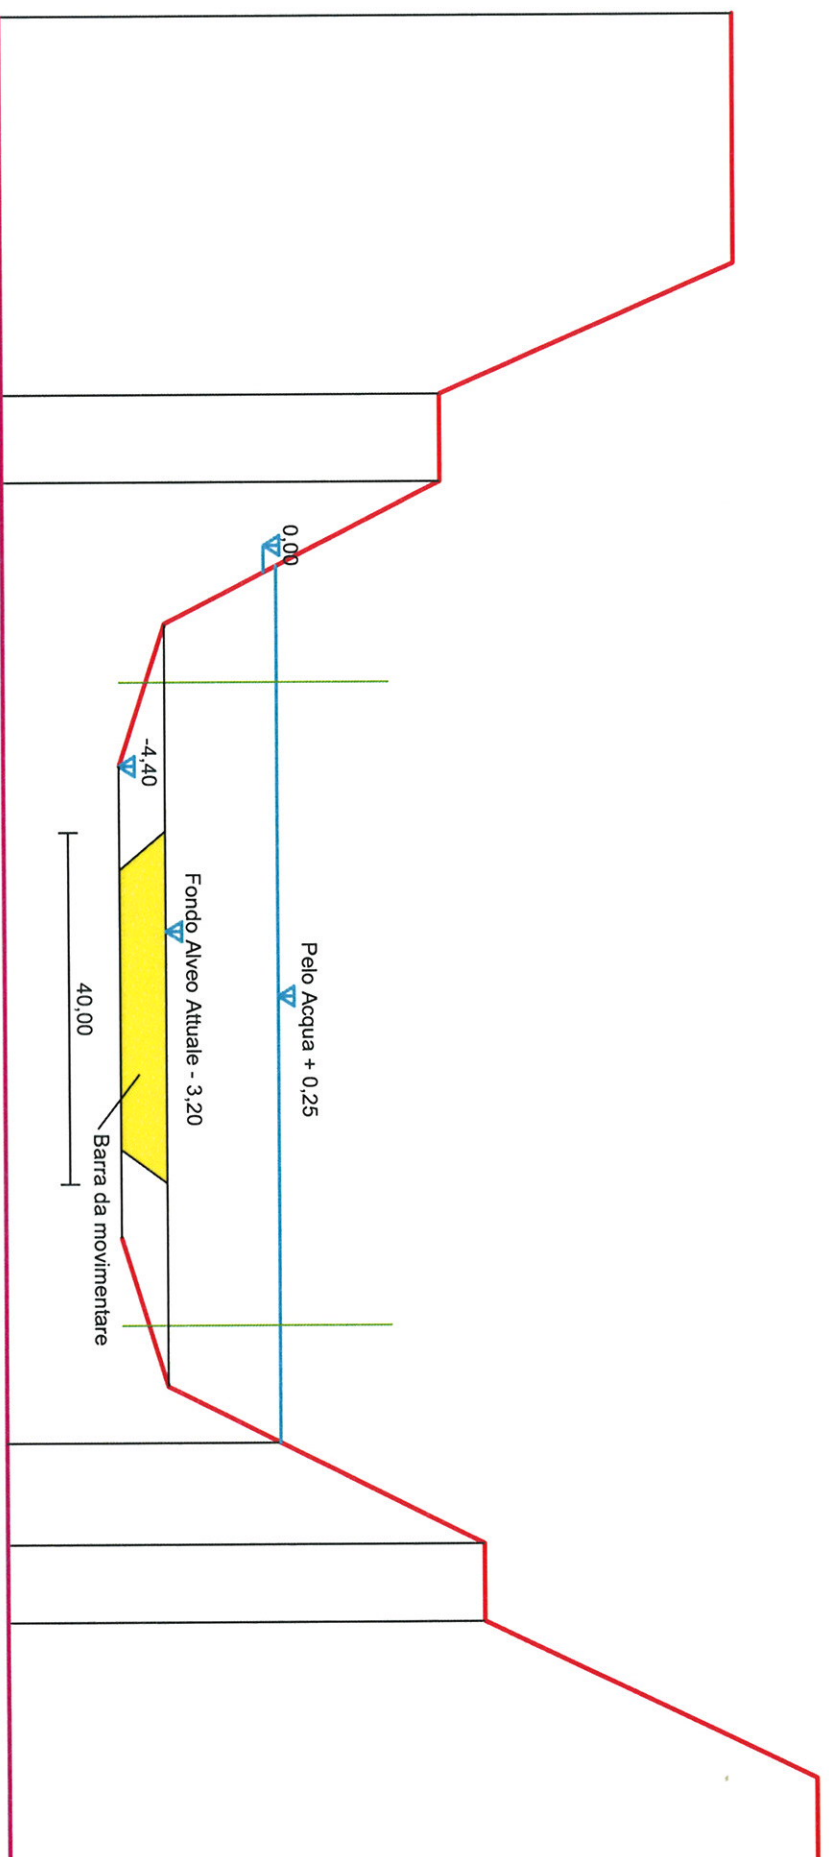 0,00
Pelo Acqua + 0,25
Fondo Alveo Attuale - 3,20
-4,40
40,00
Barra da movimentare